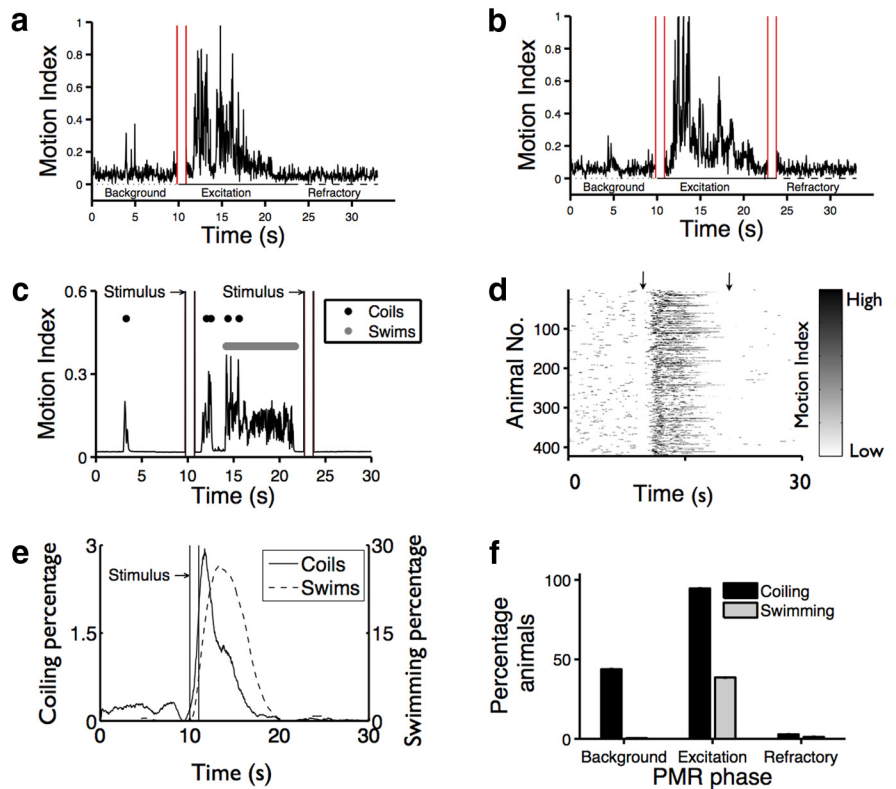 a
Motion Index
1
0.8
0.6
0.4
0.2
0
Background
Excitation
Refractory
0 5 10 15 20 25 30
Time (s)
b
Motion Index
1
0.8
0.6
0.4
0.2
0
Background
Excitation
Refractory
0 5 10 15 20 25 30
Time (s)
c
Motion Index
0.6
0.3
0
Stimulus
Stimulus
Coils
Swims
0 5 10 15 20 25 30
Time (s)
d
Animal No.
100
200
300
400
0 30
Time (s)
High
Motion Index
Low
e
Coiling percentage
3
1.5
0
Stimulus
Coils
Swims
30
15
0
Swimming percentage
0 5 10 15 20 25 30
Time (s)
f
Percentage
animals
100
50
0
Coiling
Swimming
Background Excitation Refractory
PMR phase